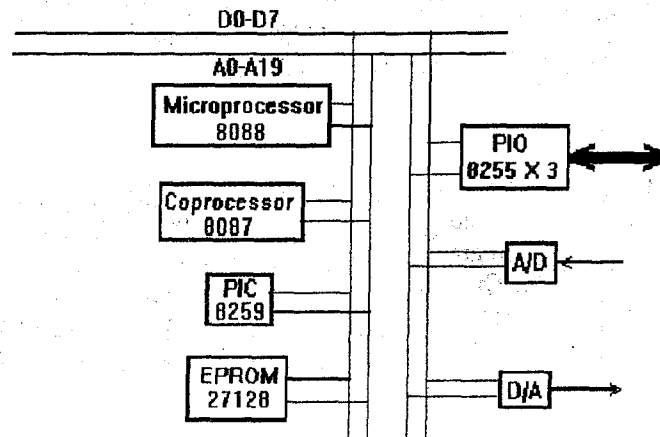 D0-D7
A0-A19
Microprocessor
8088
Coprocessor
8087
PIC
8259
EPROM
27128
PIO
8255 X 3
A/D
D/A